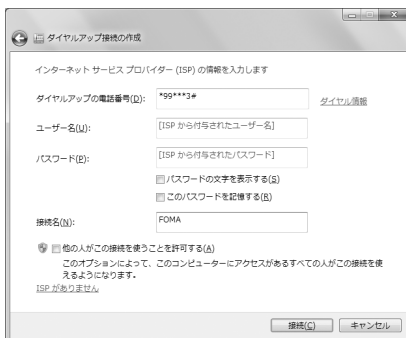 ダイヤルアップ接続の作成
インターネット サービス プロバイダー (ISP) の情報を入力します
ダイヤルアップの電話番号(D): *99***3# ダイヤル情報
ユーザー名(U): [ISP から付与されたユーザー名]
パスワード(P): [ISP から付与されたパスワード]
パスワードの文字を表示する(S)
このパスワードを記憶する(R)
接続名(N): FOMA
他の人がこの接続を使うことを許可する(A)
このオプションによって、このコンピューターにアクセスがあるすべての人がこの接続を使
えるようになります。
ISP がありません
接続(C) キャンセル